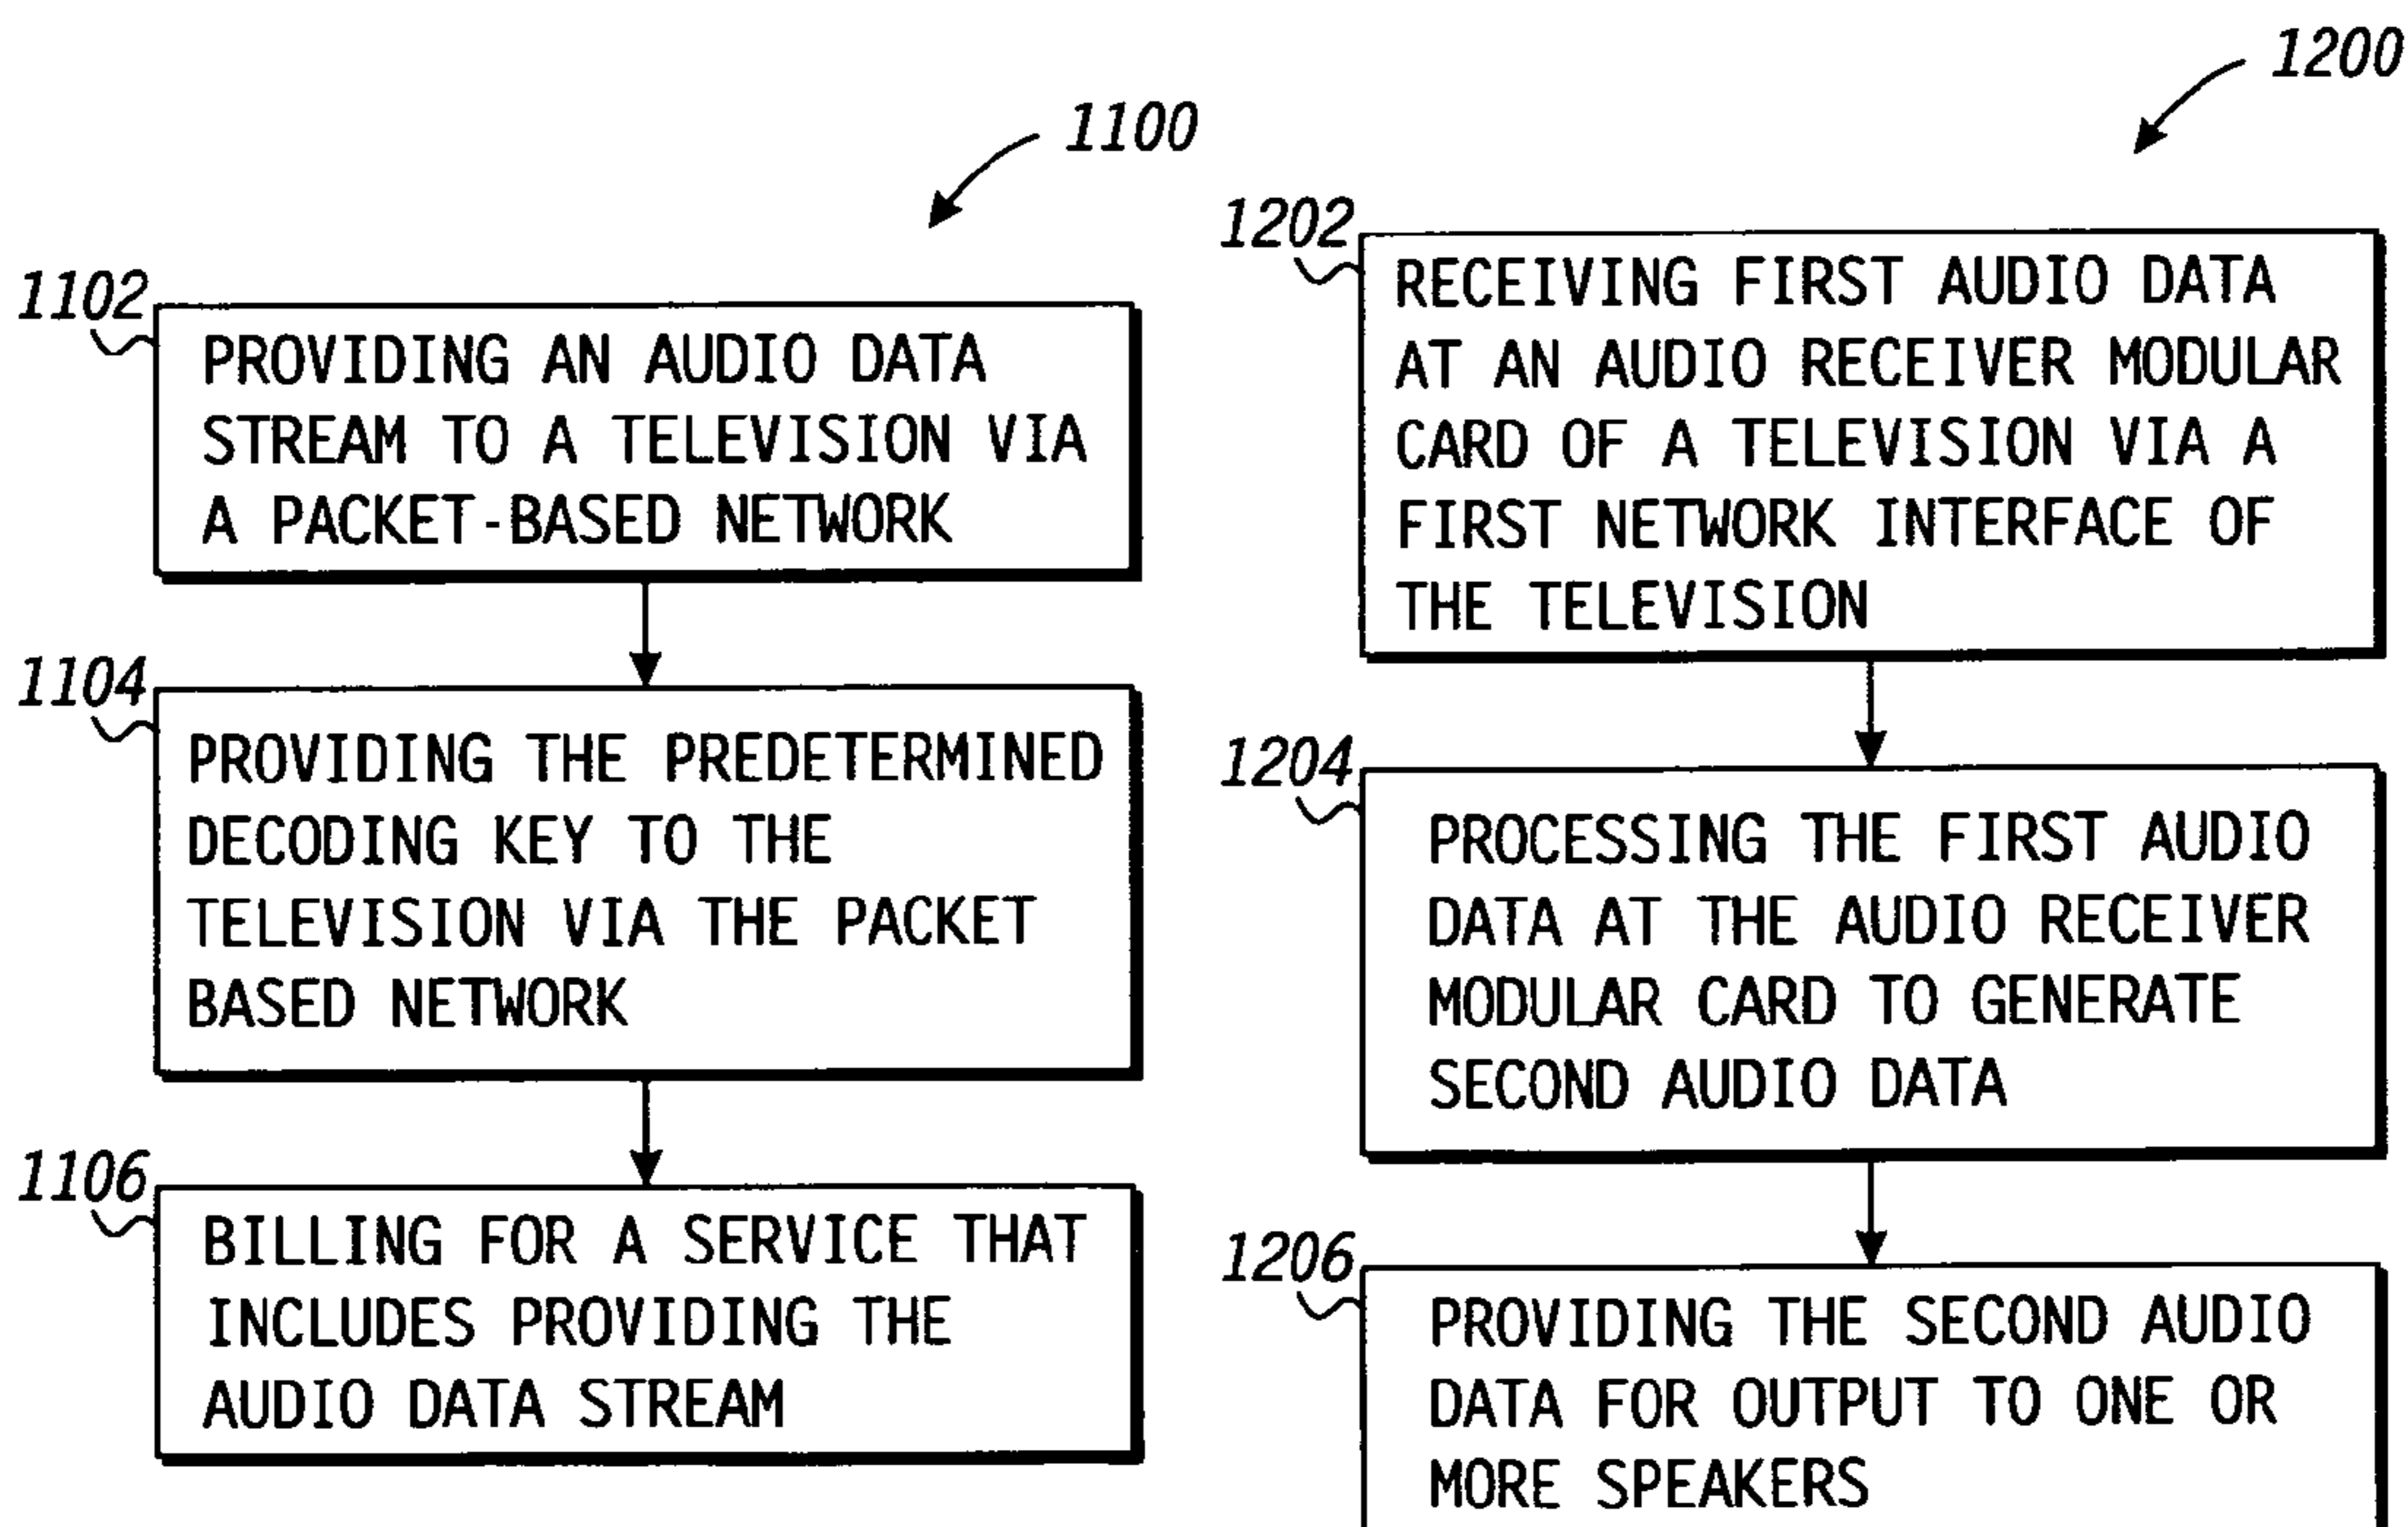 1100
1102
PROVIDING AN AUDIO DATA
STREAM TO A TELEVISION VIA
A PACKET-BASED NETWORK
1104
PROVIDING THE PREDETERMINED
DECODING KEY TO THE
TELEVISION VIA THE PACKET
BASED NETWORK
1106
BILLING FOR A SERVICE THAT
INCLUDES PROVIDING THE
AUDIO DATA STREAM
1200
1202
RECEIVING FIRST AUDIO DATA
AT AN AUDIO RECEIVER MODULAR
CARD OF A TELEVISION VIA A
FIRST NETWORK INTERFACE OF
THE TELEVISION
1204
PROCESSING THE FIRST AUDIO
DATA AT THE AUDIO RECEIVER
MODULAR CARD TO GENERATE
SECOND AUDIO DATA
1206
PROVIDING THE SECOND AUDIO
DATA FOR OUTPUT TO ONE OR
MORE SPEAKERS